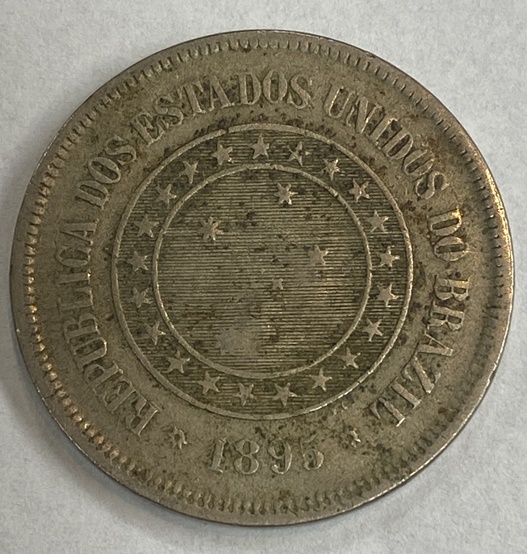 REPUBLICA DOS ESTADOS UNIDOS DO BRAZIL
1895